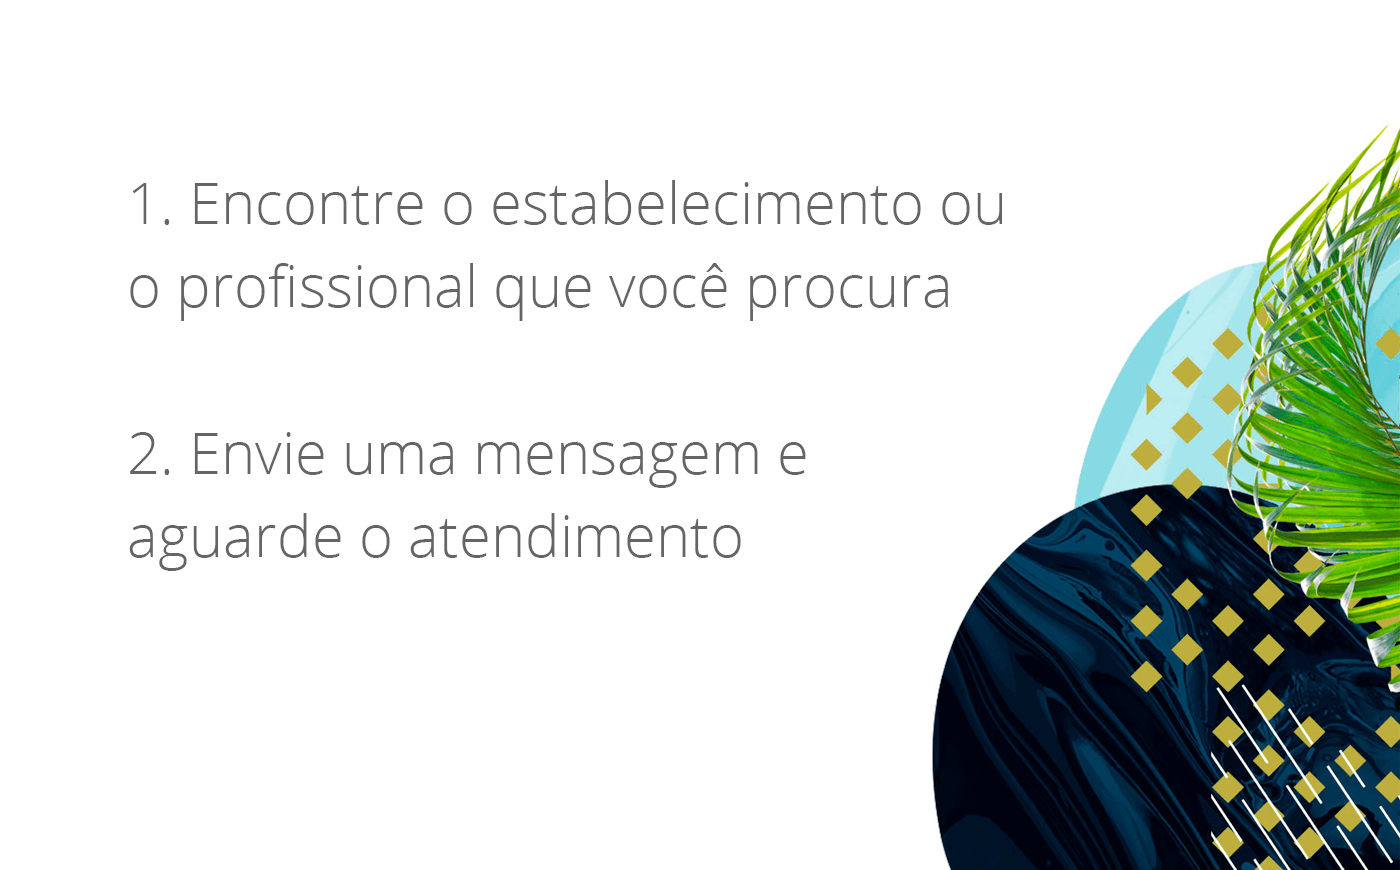 1. Encontre o estabelecimento ou
o profissional que você procura
2. Envie uma mensagem e
aguarde o atendimento